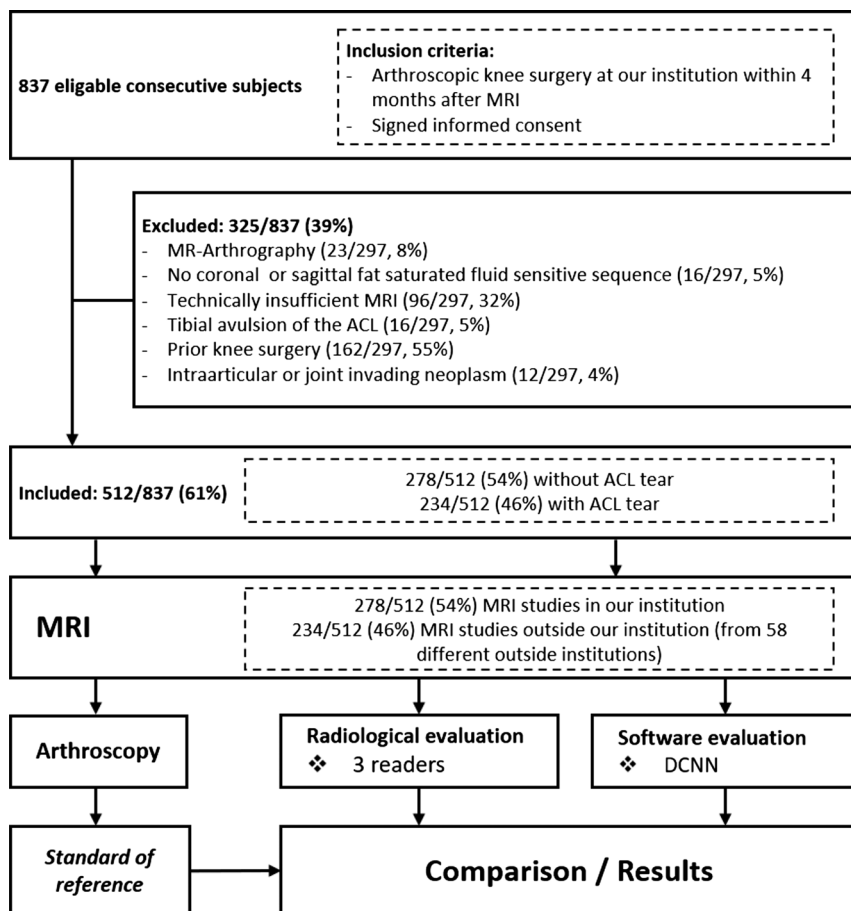 837 eligible consecutive subjects
Inclusion criteria:
- Arthroscopic knee surgery at our institution within 4
months after MRI
- Signed informed consent
Excluded: 325/837 (39%)
- MR-Arthrography (23/297, 8%)
- No coronal or sagittal fat saturated fluid sensitive sequence (16/297, 5%)
- Technically insufficient MRI (96/297, 32%)
- Tibial avulsion of the ACL (16/297, 5%)
- Prior knee surgery (162/297, 55%)
- Intraarticular or joint invading neoplasm (12/297, 4%)
Included: 512/837 (61%)
278/512 (54%) without ACL tear
234/512 (46%) with ACL tear
MRI
278/512 (54%) MRI studies in our institution
234/512 (46%) MRI studies outside our institution (from 58
different outside institutions)
Arthroscopy
Radiological evaluation
❖ 3 readers
Software evaluation
❖ DCNN
Standard of
reference
Comparison / Results